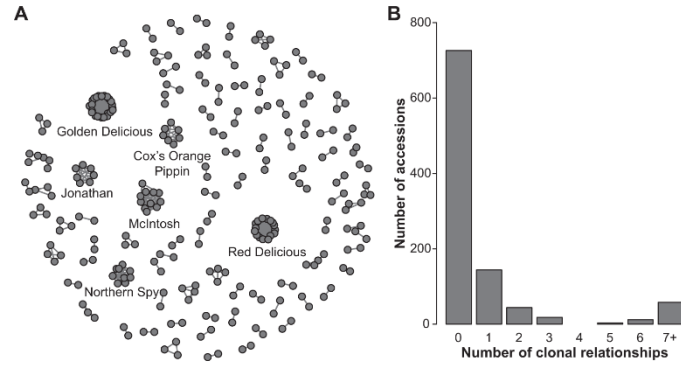 A
Golden Delicious
Cox's Orange
Pippin
Jonathan
McIntosh
Red Delicious
Northern Spy
B
Number of accessions
800
600
400
200
0
0 1 2 3 4 5 6 7+
Number of clonal relationships